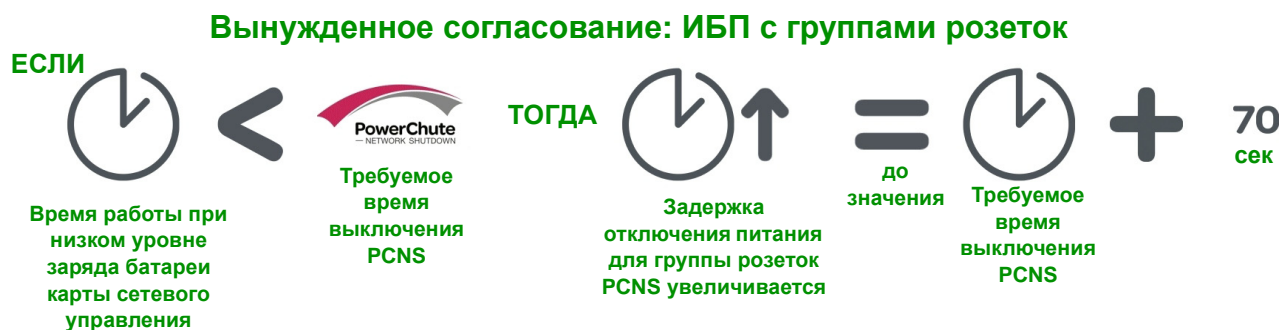 Вынужденное согласование: ИБП с группами розеток
ЕСЛИ
PowerChute
— NETWORK SHUTDOWN
ТОГДА
70
сек
Время работы при
низком уровне
заряда батареи
карты сетевого
управления
Требуемое
время
выключения
PCNS
Задержка
отключения питания
для группы розеток
PCNS увеличивается
до
значения
Требуемое
время
выключения
PCNS